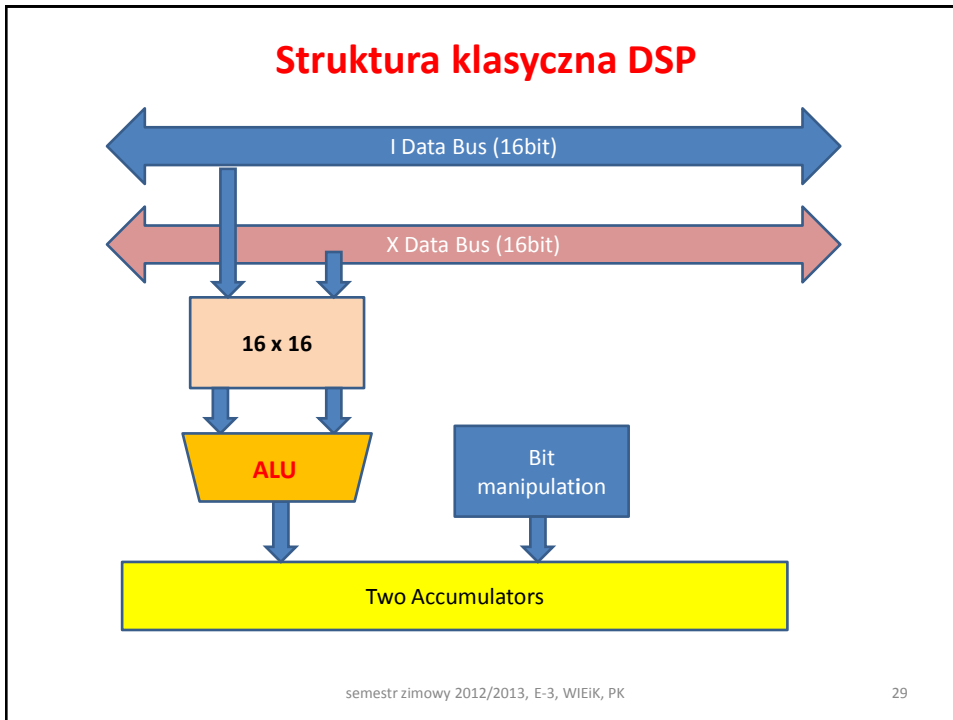 Struktura klasyczna DSP
I Data Bus (16bit)
X Data Bus (16bit)
16 x 16
ALU
Bit
manipulation
Two Accumulators
semestr zimowy 2012/2013, E-3, WIEiK, PK
29